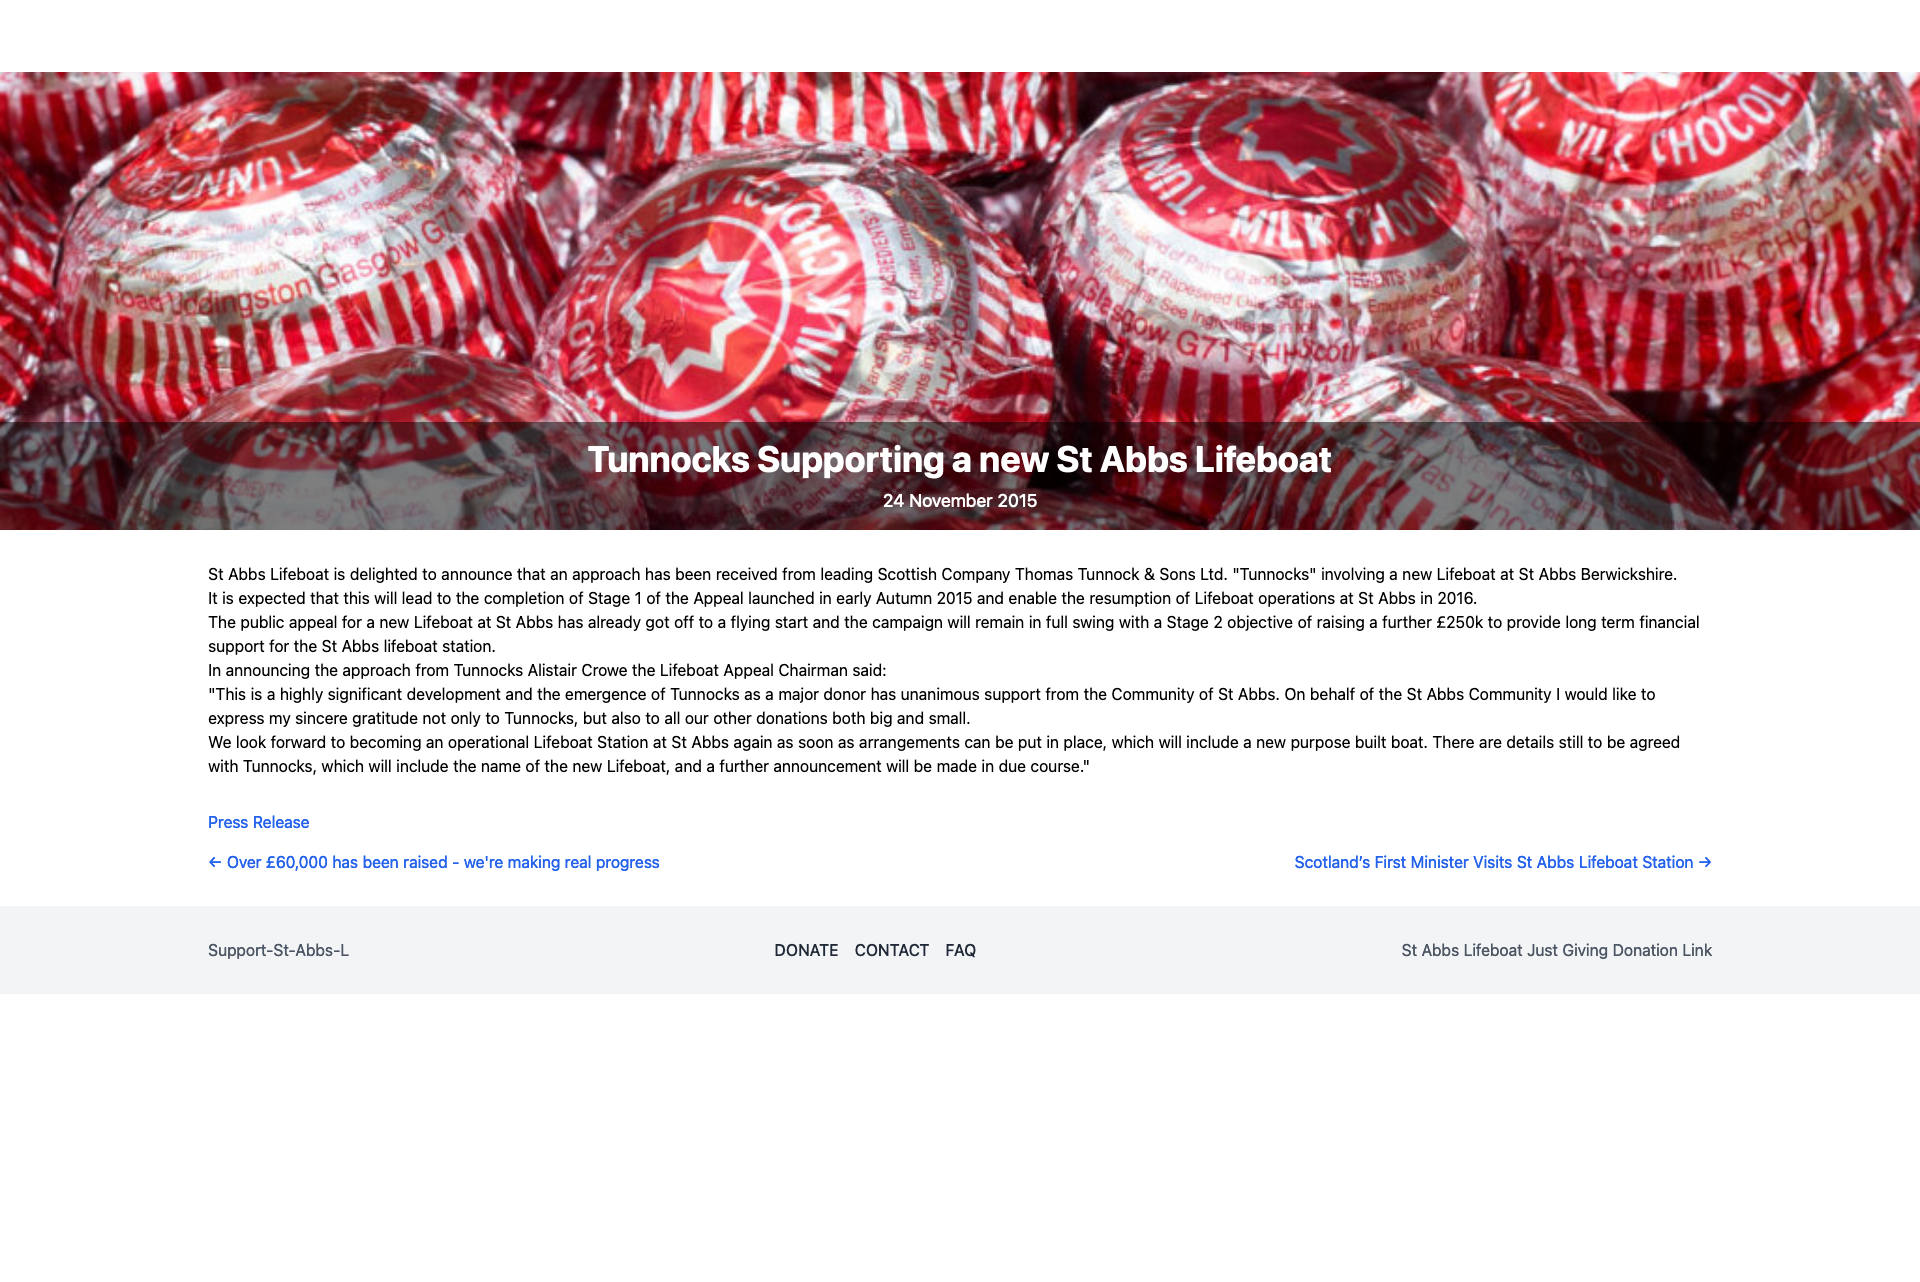 TUNNOCK
Road Uddingston Gasgow G71
MILK CHOCOLATE
TUNNOCK
MILK CHOC
Glasgow G71 7HH Scotl
MILK CHOCOL
MILK CHOCOLATE
Tunnocks Supporting a new St Abbs Lifeboat
24 November 2015
St Abbs Lifeboat is delighted to announce that an approach has been received from leading Scottish Company Thomas Tunnock & Sons Ltd. "Tunnocks" involving a new Lifeboat at St Abbs Berwickshire.
It is expected that this will lead to the completion of Stage 1 of the Appeal launched in early Autumn 2015 and enable the resumption of Lifeboat operations at St Abbs in 2016.
The public appeal for a new Lifeboat at St Abbs has already got off to a flying start and the campaign will remain in full swing with a Stage 2 objective of raising a further £250k to provide long term financial
support for the St Abbs lifeboat station.
In announcing the approach from Tunnocks Alistair Crowe the Lifeboat Appeal Chairman said:
"This is a highly significant development and the emergence of Tunnocks as a major donor has unanimous support from the Community of St Abbs. On behalf of the St Abbs Community I would like to
express my sincere gratitude not only to Tunnocks, but also to all our other donations both big and small.
We look forward to becoming an operational Lifeboat Station at St Abbs again as soon as arrangements can be put in place, which will include a new purpose built boat. There are details still to be agreed
with Tunnocks, which will include the name of the new Lifeboat, and a further announcement will be made in due course."
Press Release
← Over £60,000 has been raised - we're making real progress
Scotland’s First Minister Visits St Abbs Lifeboat Station →
Support-St-Abbs-L
DONATE CONTACT FAQ
St Abbs Lifeboat Just Giving Donation Link